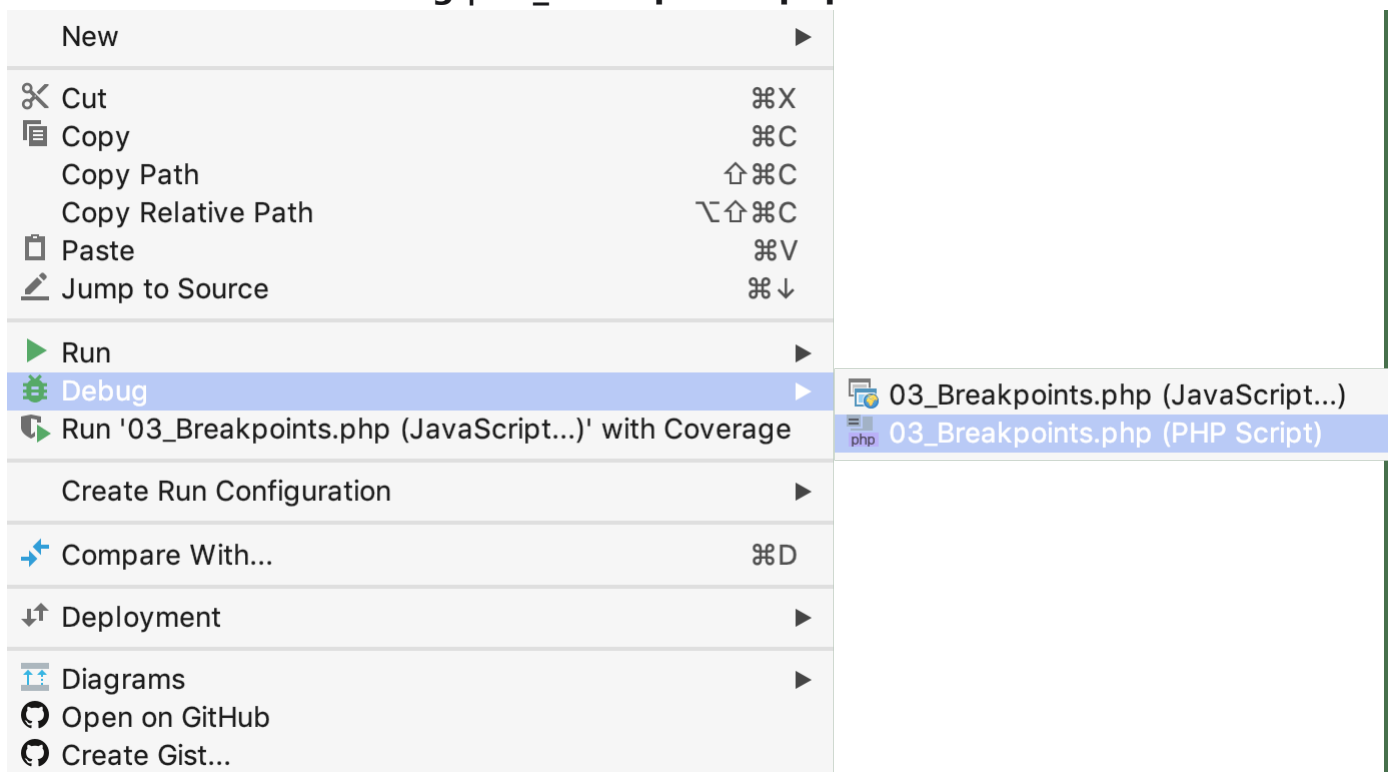 New
Cut ⌘X
Copy ⌘C
Copy Path ⇧⌘C
Copy Relative Path ⌥⇧⌘C
Paste ⌘V
Jump to Source ⌘↓
Run
Debug
03_Breakpoints.php (JavaScript...)
php 03_Breakpoints.php (PHP Script)
Run '03_Breakpoints.php (JavaScript...)' with Coverage
Create Run Configuration
Compare With... ⌘D
Deployment
Diagrams
Open on GitHub
Create Gist...